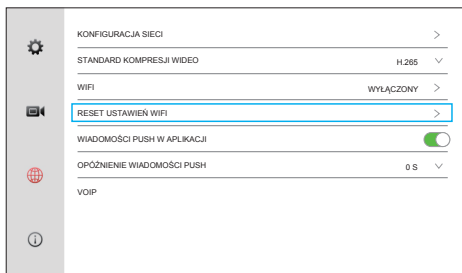 KONFIGURACJA SIECI
STANDARD KOMPRESJI WIDEO H.265
WIFI WYŁĄCZONY
RESET USTAWIEŃ WIFI
WIADOMOŚCI PUSH W APLIKACJI
OPÓŹNIENIE WIADOMOŚCI PUSH 0 S
VOIP